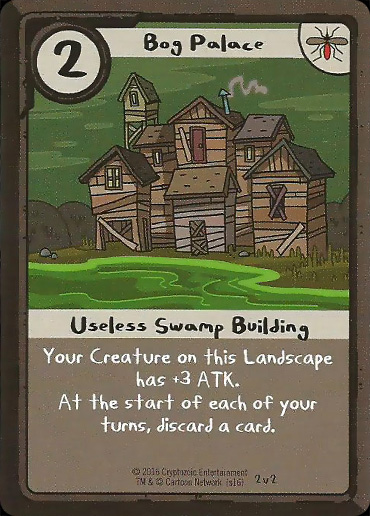 2
Bog Palace
Useless Swamp Building
Your Creature on this Landscape
has +3 ATK.
At the start of each of your
turns, discard a card.
© 2016 Cryptozoic Entertainment
TM & © Cartoon Network (s16)
2v2